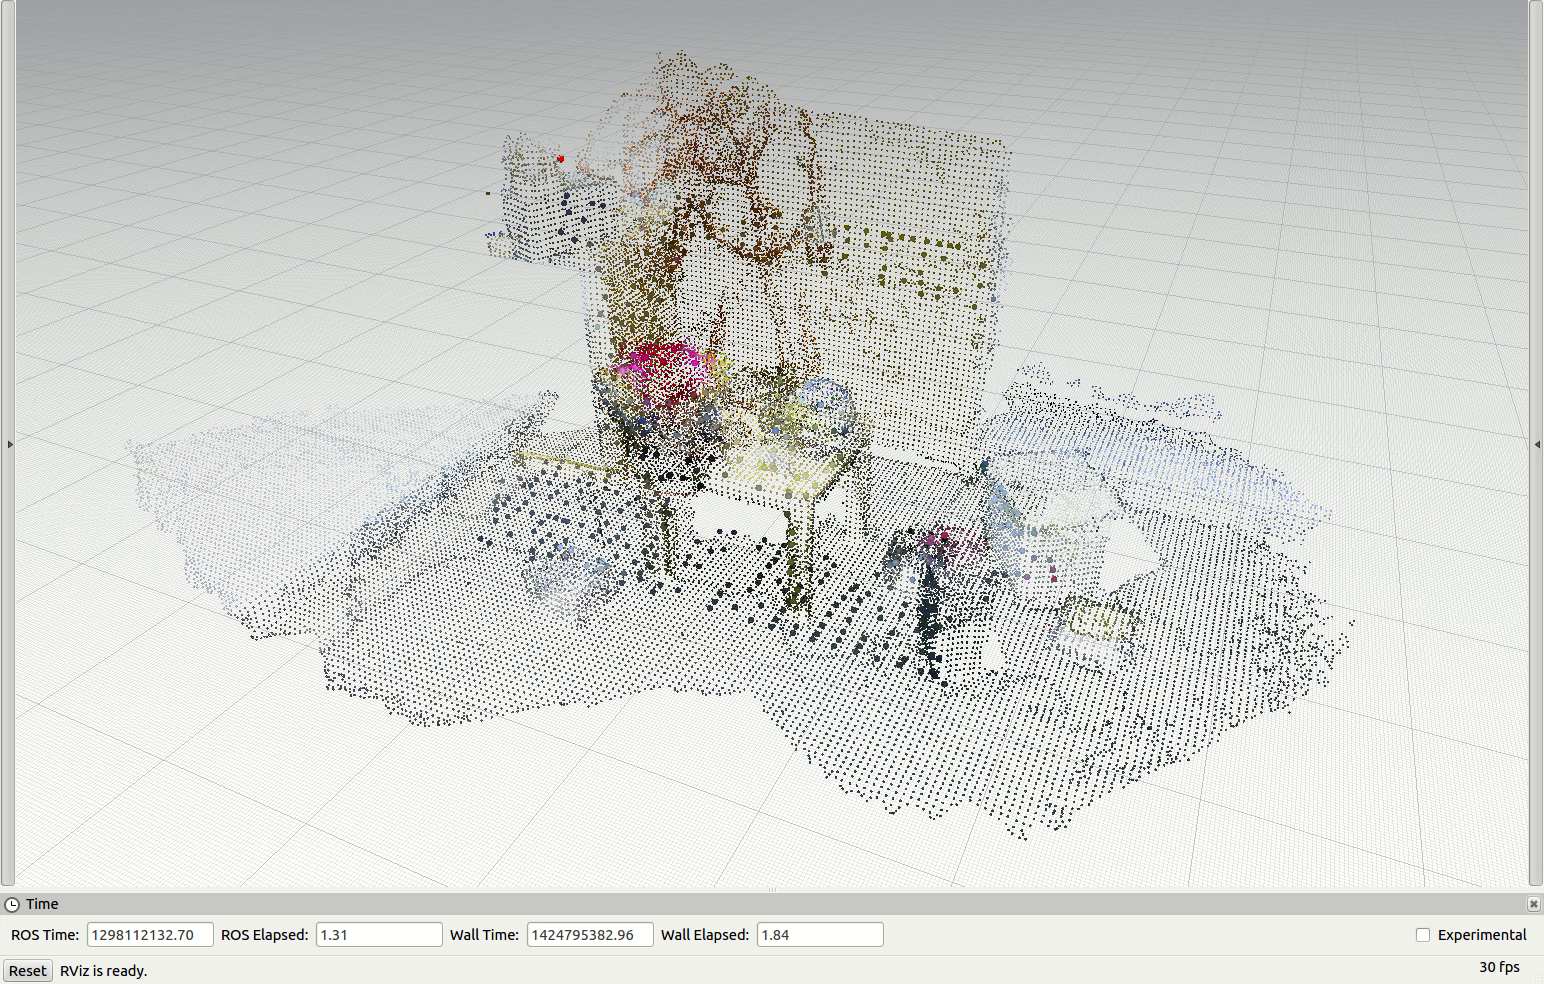 Time
ROS Time: 1298112132.70 ROS Elapsed: 1.31 Wall Time: 1424795382.96 Wall Elapsed: 1.84 Experimental
Reset RViz is ready. 30 fps